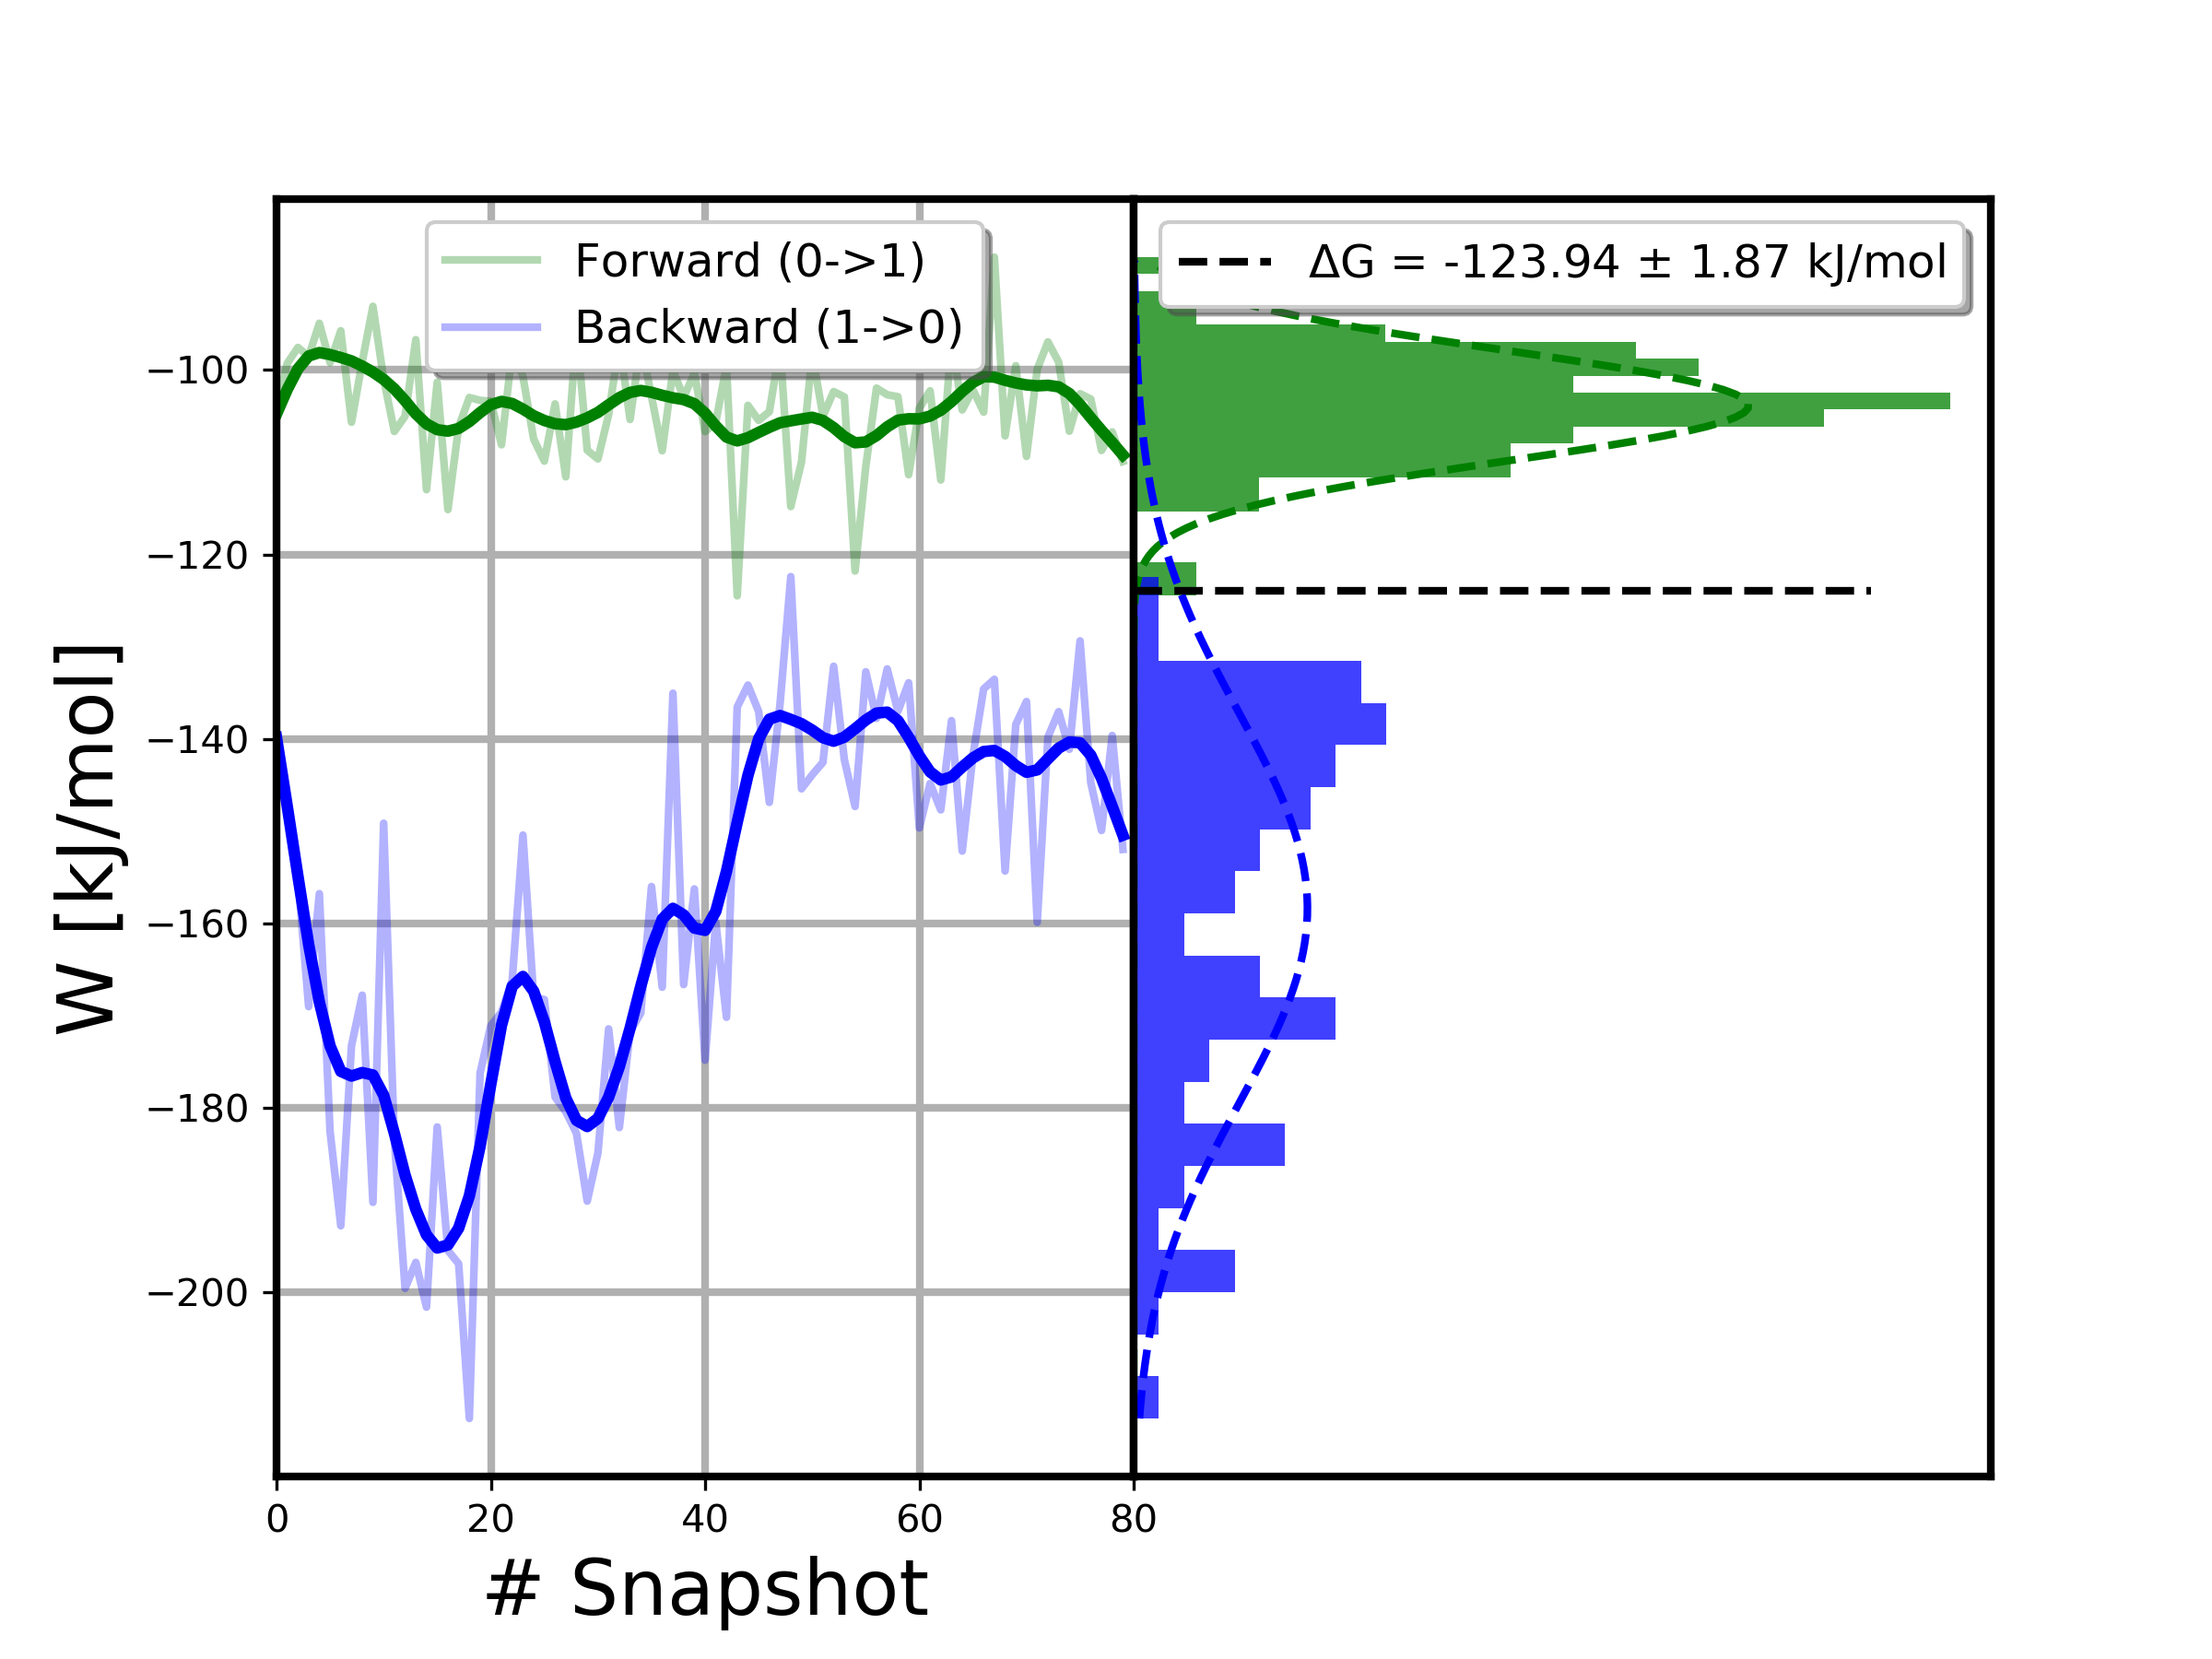 Forward (0->1)
Backward (1->0)
ΔG = -123.94 ± 1.87 kJ/mol
W [kJ/mol]
−100
−120
−140
−160
−180
−200
0 20 40 60 80
# Snapshot